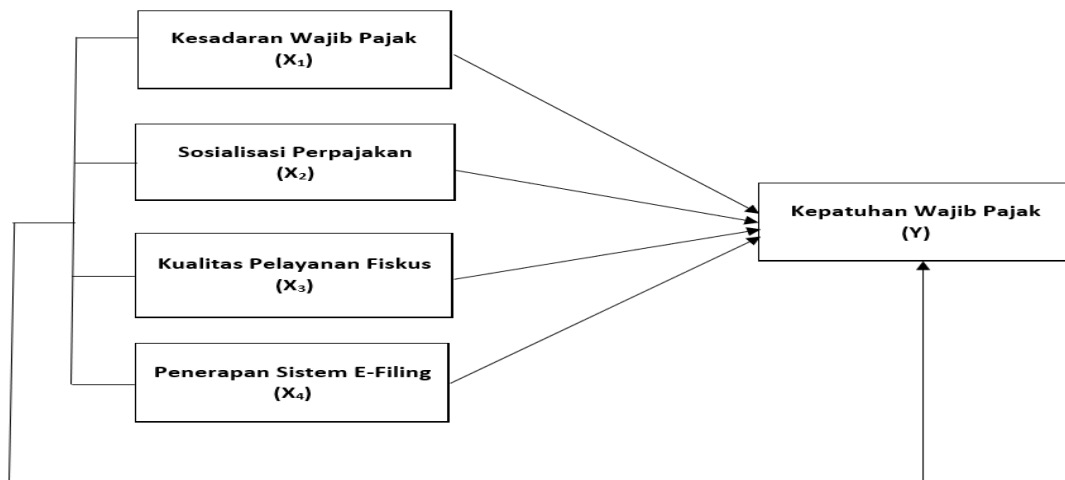 Kesadaran Wajib Pajak
(X₁)
Sosialisasi Perpajakan
(X₂)
Kualitas Pelayanan Fiskus
(X₃)
Penerapan Sistem E-Filing
(X₄)
Kepatuhan Wajib Pajak
(Y)